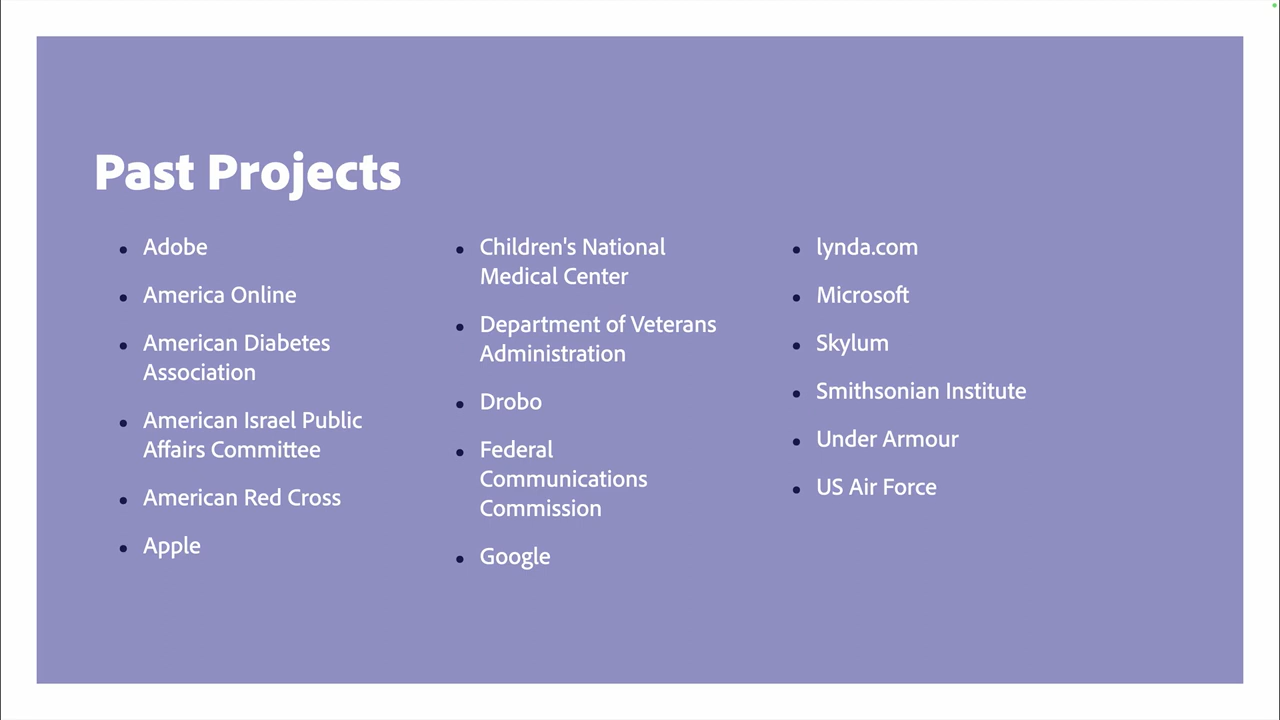 Past Projects
Adobe
America Online
American Diabetes
Association
American Israel Public
Affairs Committee
American Red Cross
Apple
Children's National
Medical Center
Department of Veterans
Administration
Drobo
Federal
Communications
Commission
Google
lynda.com
Microsoft
Skylum
Smithsonian Institute
Under Armour
US Air Force